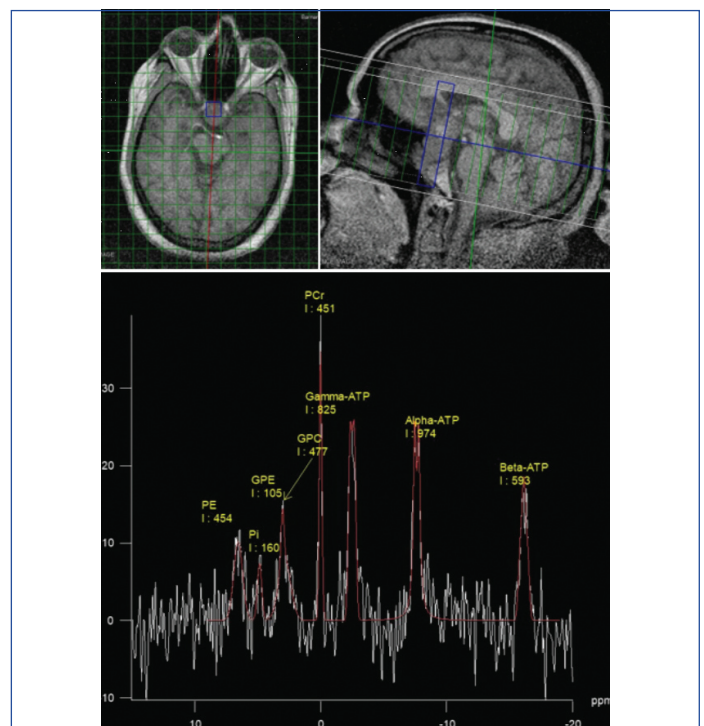 PCr
I : 451
Gamma-ATP
I : 825
GPC
I : 477
Alpha-ATP
I : 974
Beta-ATP
I : 593
GPE
I : 105
PE
I : 454
Pi
I : 160
30
20
10
0
10
ppm
10
0
-10
-20